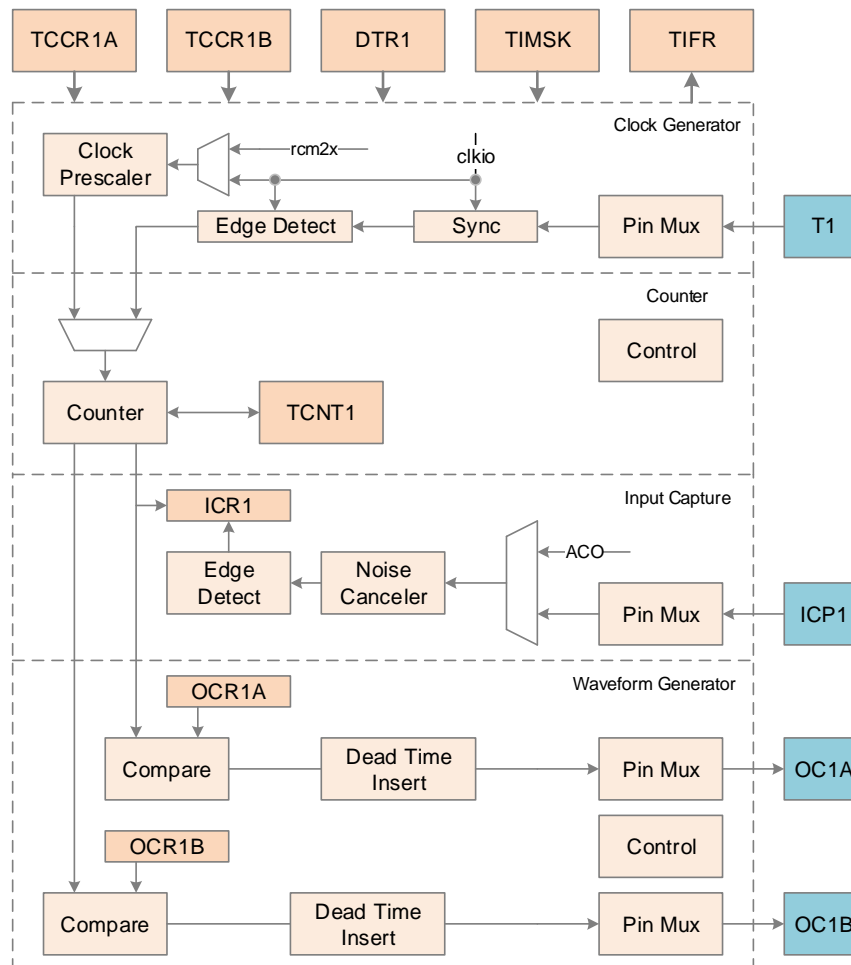 TCCR1A
TCCR1B
DTR1
TIMSK
TIFR
Clock Generator
Clock
Prescaler
rcm2x
clkio
Edge Detect
Sync
Pin Mux
T1
Counter
Control
Counter
TCNT1
Input Capture
ICR1
Edge
Detect
Noise
Canceler
ACO
Pin Mux
ICP1
Waveform Generator
OCR1A
Compare
Dead Time
Insert
Pin Mux
OC1A
OCR1B
Control
Compare
Dead Time
Insert
Pin Mux
OC1B